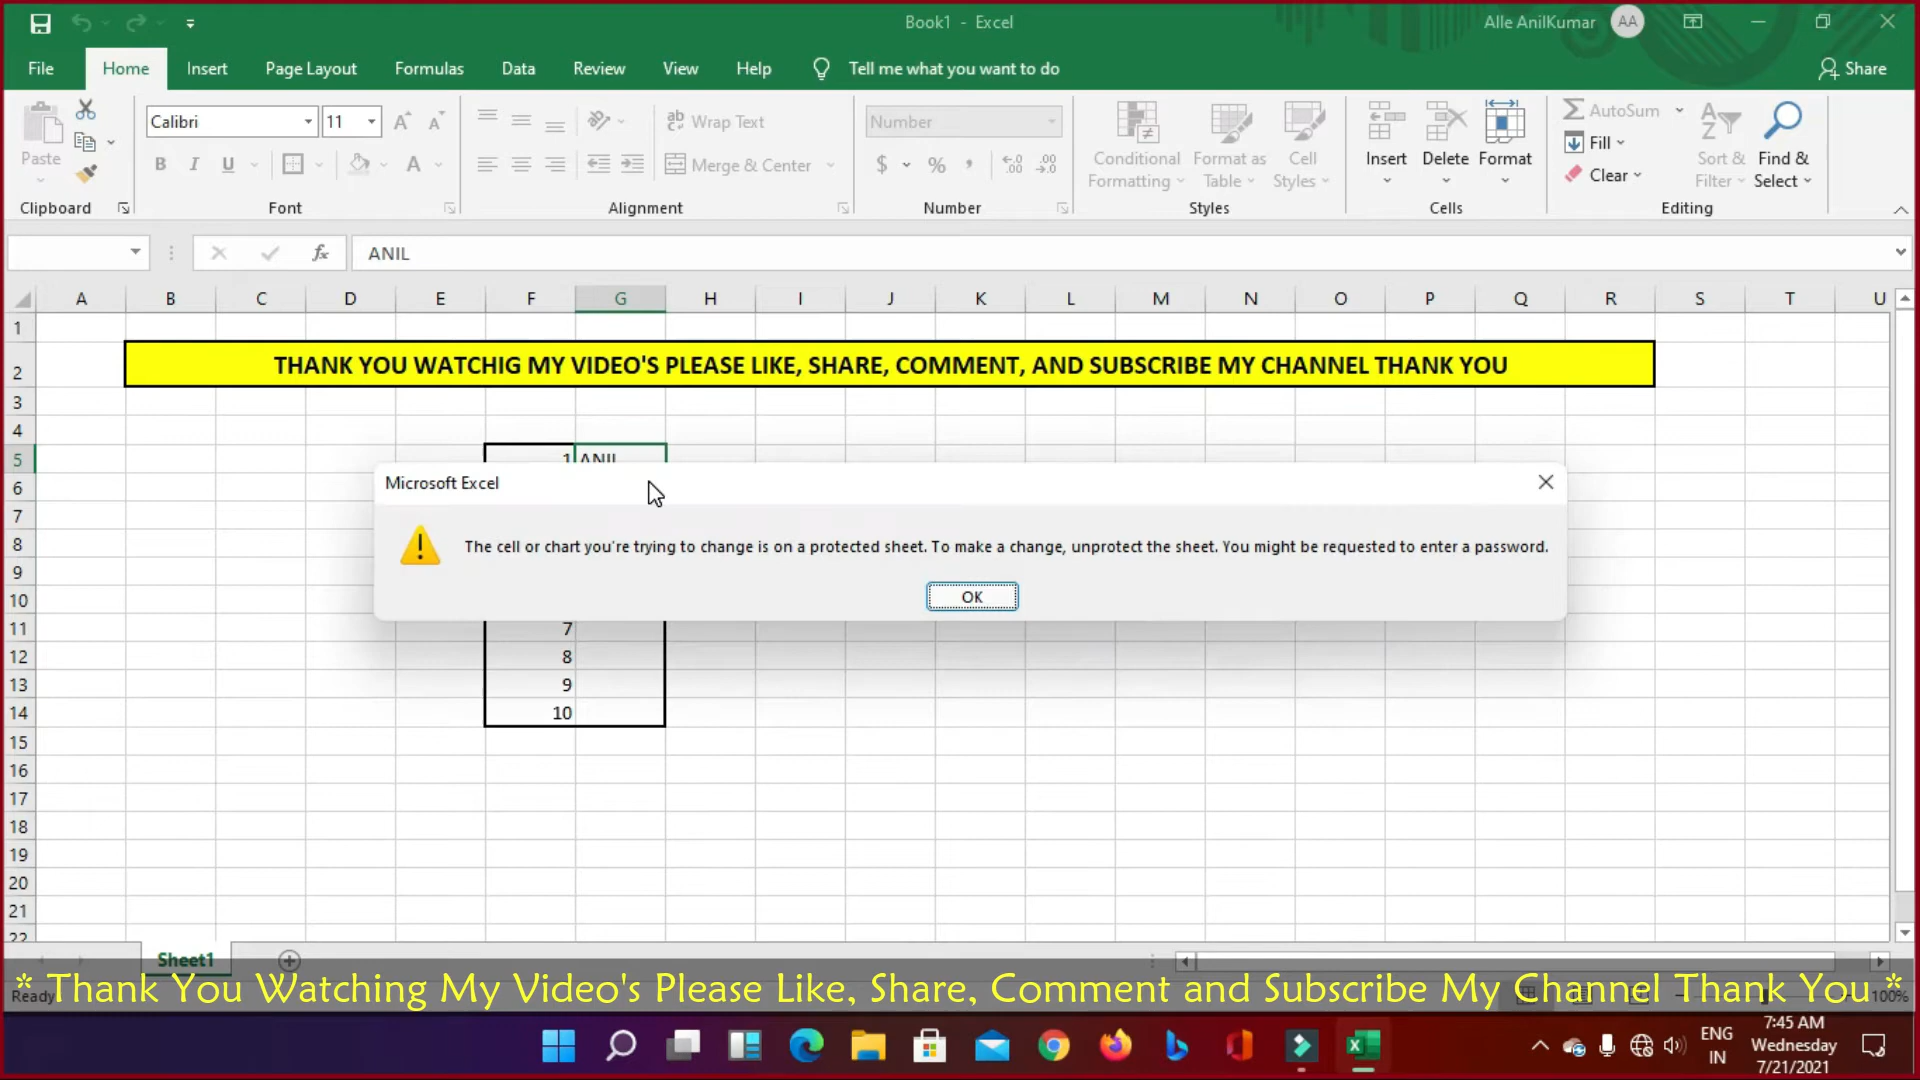 Book1 - Excel
Alle AnilKumar AA
File Home Insert Page Layout Formulas Data Review View Help Tell me what you want to do Share
Paste
Clipboard
Calibri 11
B I U A
Font
ab Wrap Text
Merge & Center
Alignment
Number
$ % ,
Number
Conditional Formatting
Format as Table
Cell Styles
Styles
Insert Delete Format
Cells
AutoSum
Fill
Clear
Sort & Filter
Find & Select
Editing
fx ANIL
A B C D E F G H I J K L M N O P Q R S T U
1
2 THANK YOU WATCHIG MY VIDEO'S PLEASE LIKE, SHARE, COMMENT, AND SUBSCRIBE MY CHANNEL THANK YOU
3
4
5 1 ANIL
6
Microsoft Excel
7
8 The cell or chart you're trying to change is on a protected sheet. To make a change, unprotect the sheet. You might be requested to enter a password.
9
10 OK
11 7
12 8
13 9
14 10
15
16
17
18
19
20
21
22
Sheet1
* Thank You Watching My Video's Please Like, Share, Comment and Subscribe My Channel Thank You *
Ready 100%
ENG
IN
7:45 AM
Wednesday
7/21/2021